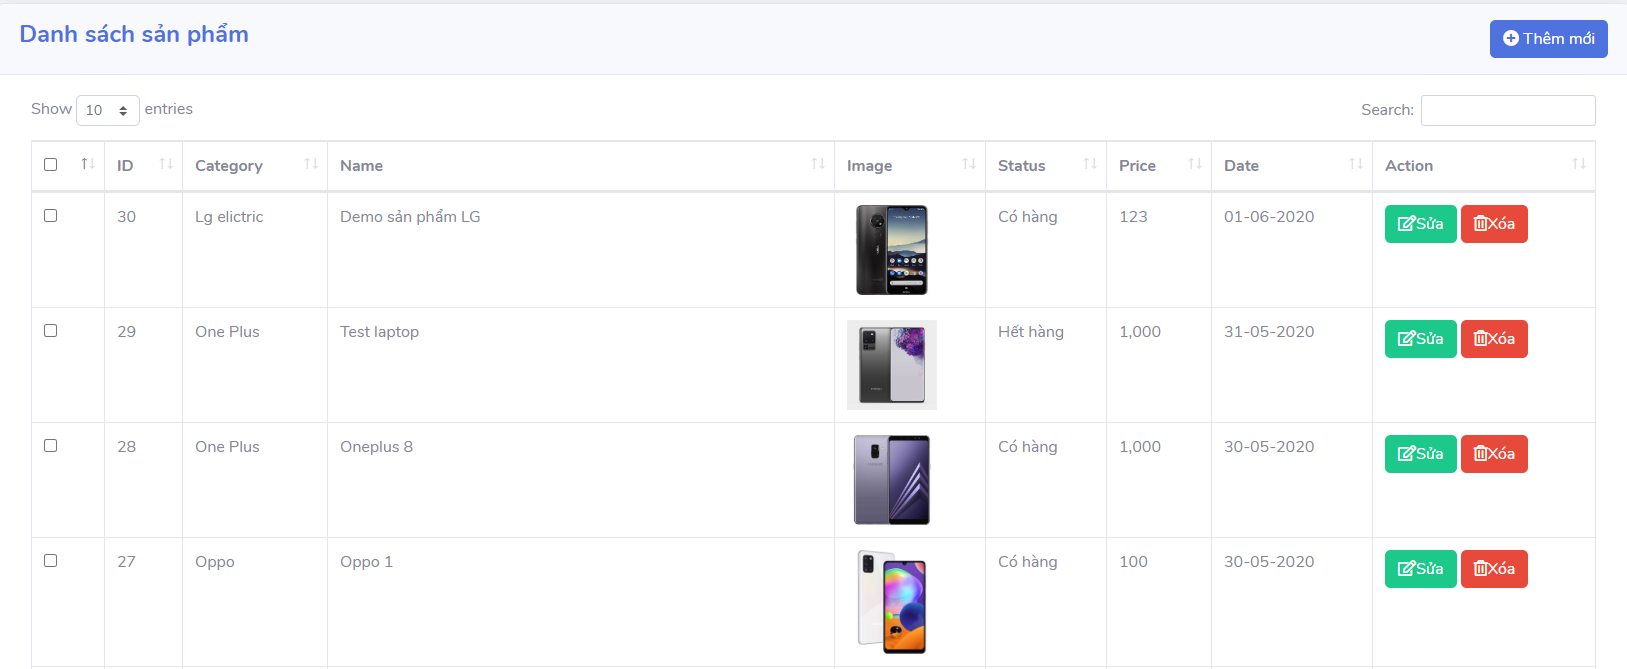 Danh sách sản phẩm
Thêm mới
Show 10 entries
Search:
ID Category Name Image Status Price Date Action
30 Lg elictric Demo sản phẩm LG Có hàng 123 01-06-2020 Sửa Xóa
29 One Plus Test laptop Hết hàng 1,000 31-05-2020 Sửa Xóa
28 One Plus Oneplus 8 Có hàng 1,000 30-05-2020 Sửa Xóa
27 Oppo Oppo 1 Có hàng 100 30-05-2020 Sửa Xóa